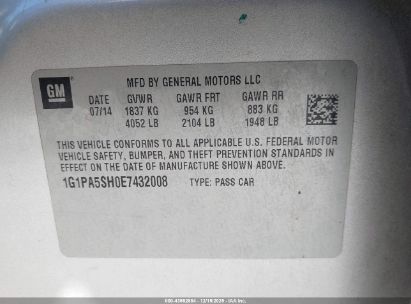 GM
MFD BY GENERAL MOTORS LLC
DATE GVWR GAWR FRT GAWR RR
07/14 1837 KG 954 KG 883 KG
4052 LB 2104 LB 1948 LB
THIS VEHICLE CONFORMS TO ALL APPLICABLE U.S. FEDERAL MOTOR
VEHICLE SAFETY, BUMPER, AND THEFT PREVENTION STANDARDS IN
EFFECT ON THE DATE OF MANUFACTURE SHOWN ABOVE.
1G1PA5SH0E7432008 TYPE: PASS CAR